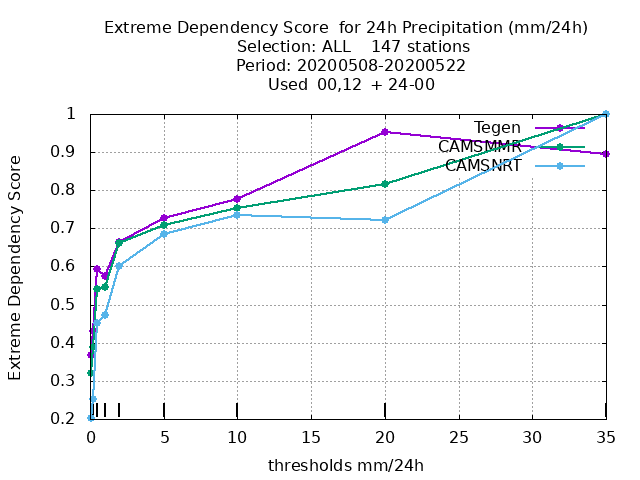 Extreme Dependency Score  for 24h Precipitation (mm/24h)
Selection: ALL    147 stations
Period: 20200508-20200522
Used  00,12  + 24-00
Extreme Dependency Score
1
0.9
0.8
0.7
0.6
0.5
0.4
0.3
0.2
Tegen
CAMSMMR
CAMSNRT
0 5 10 15 20 25 30 35
thresholds mm/24h